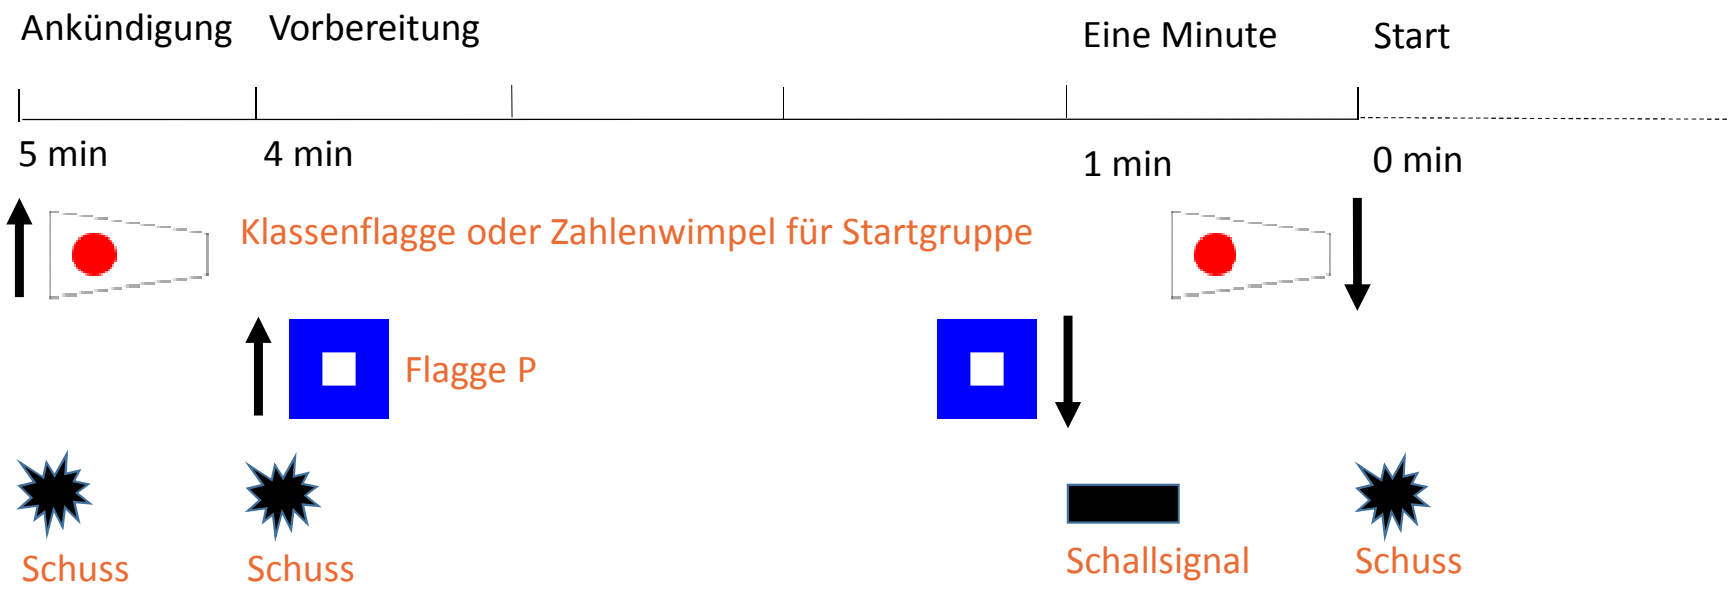 Ankündigung Vorbereitung Eine Minute Start
5 min 4 min 1 min 0 min
Klassenflagge oder Zahlenwimpel für Startgruppe
Flagge P
Schuss Schuss Schallsignal Schuss